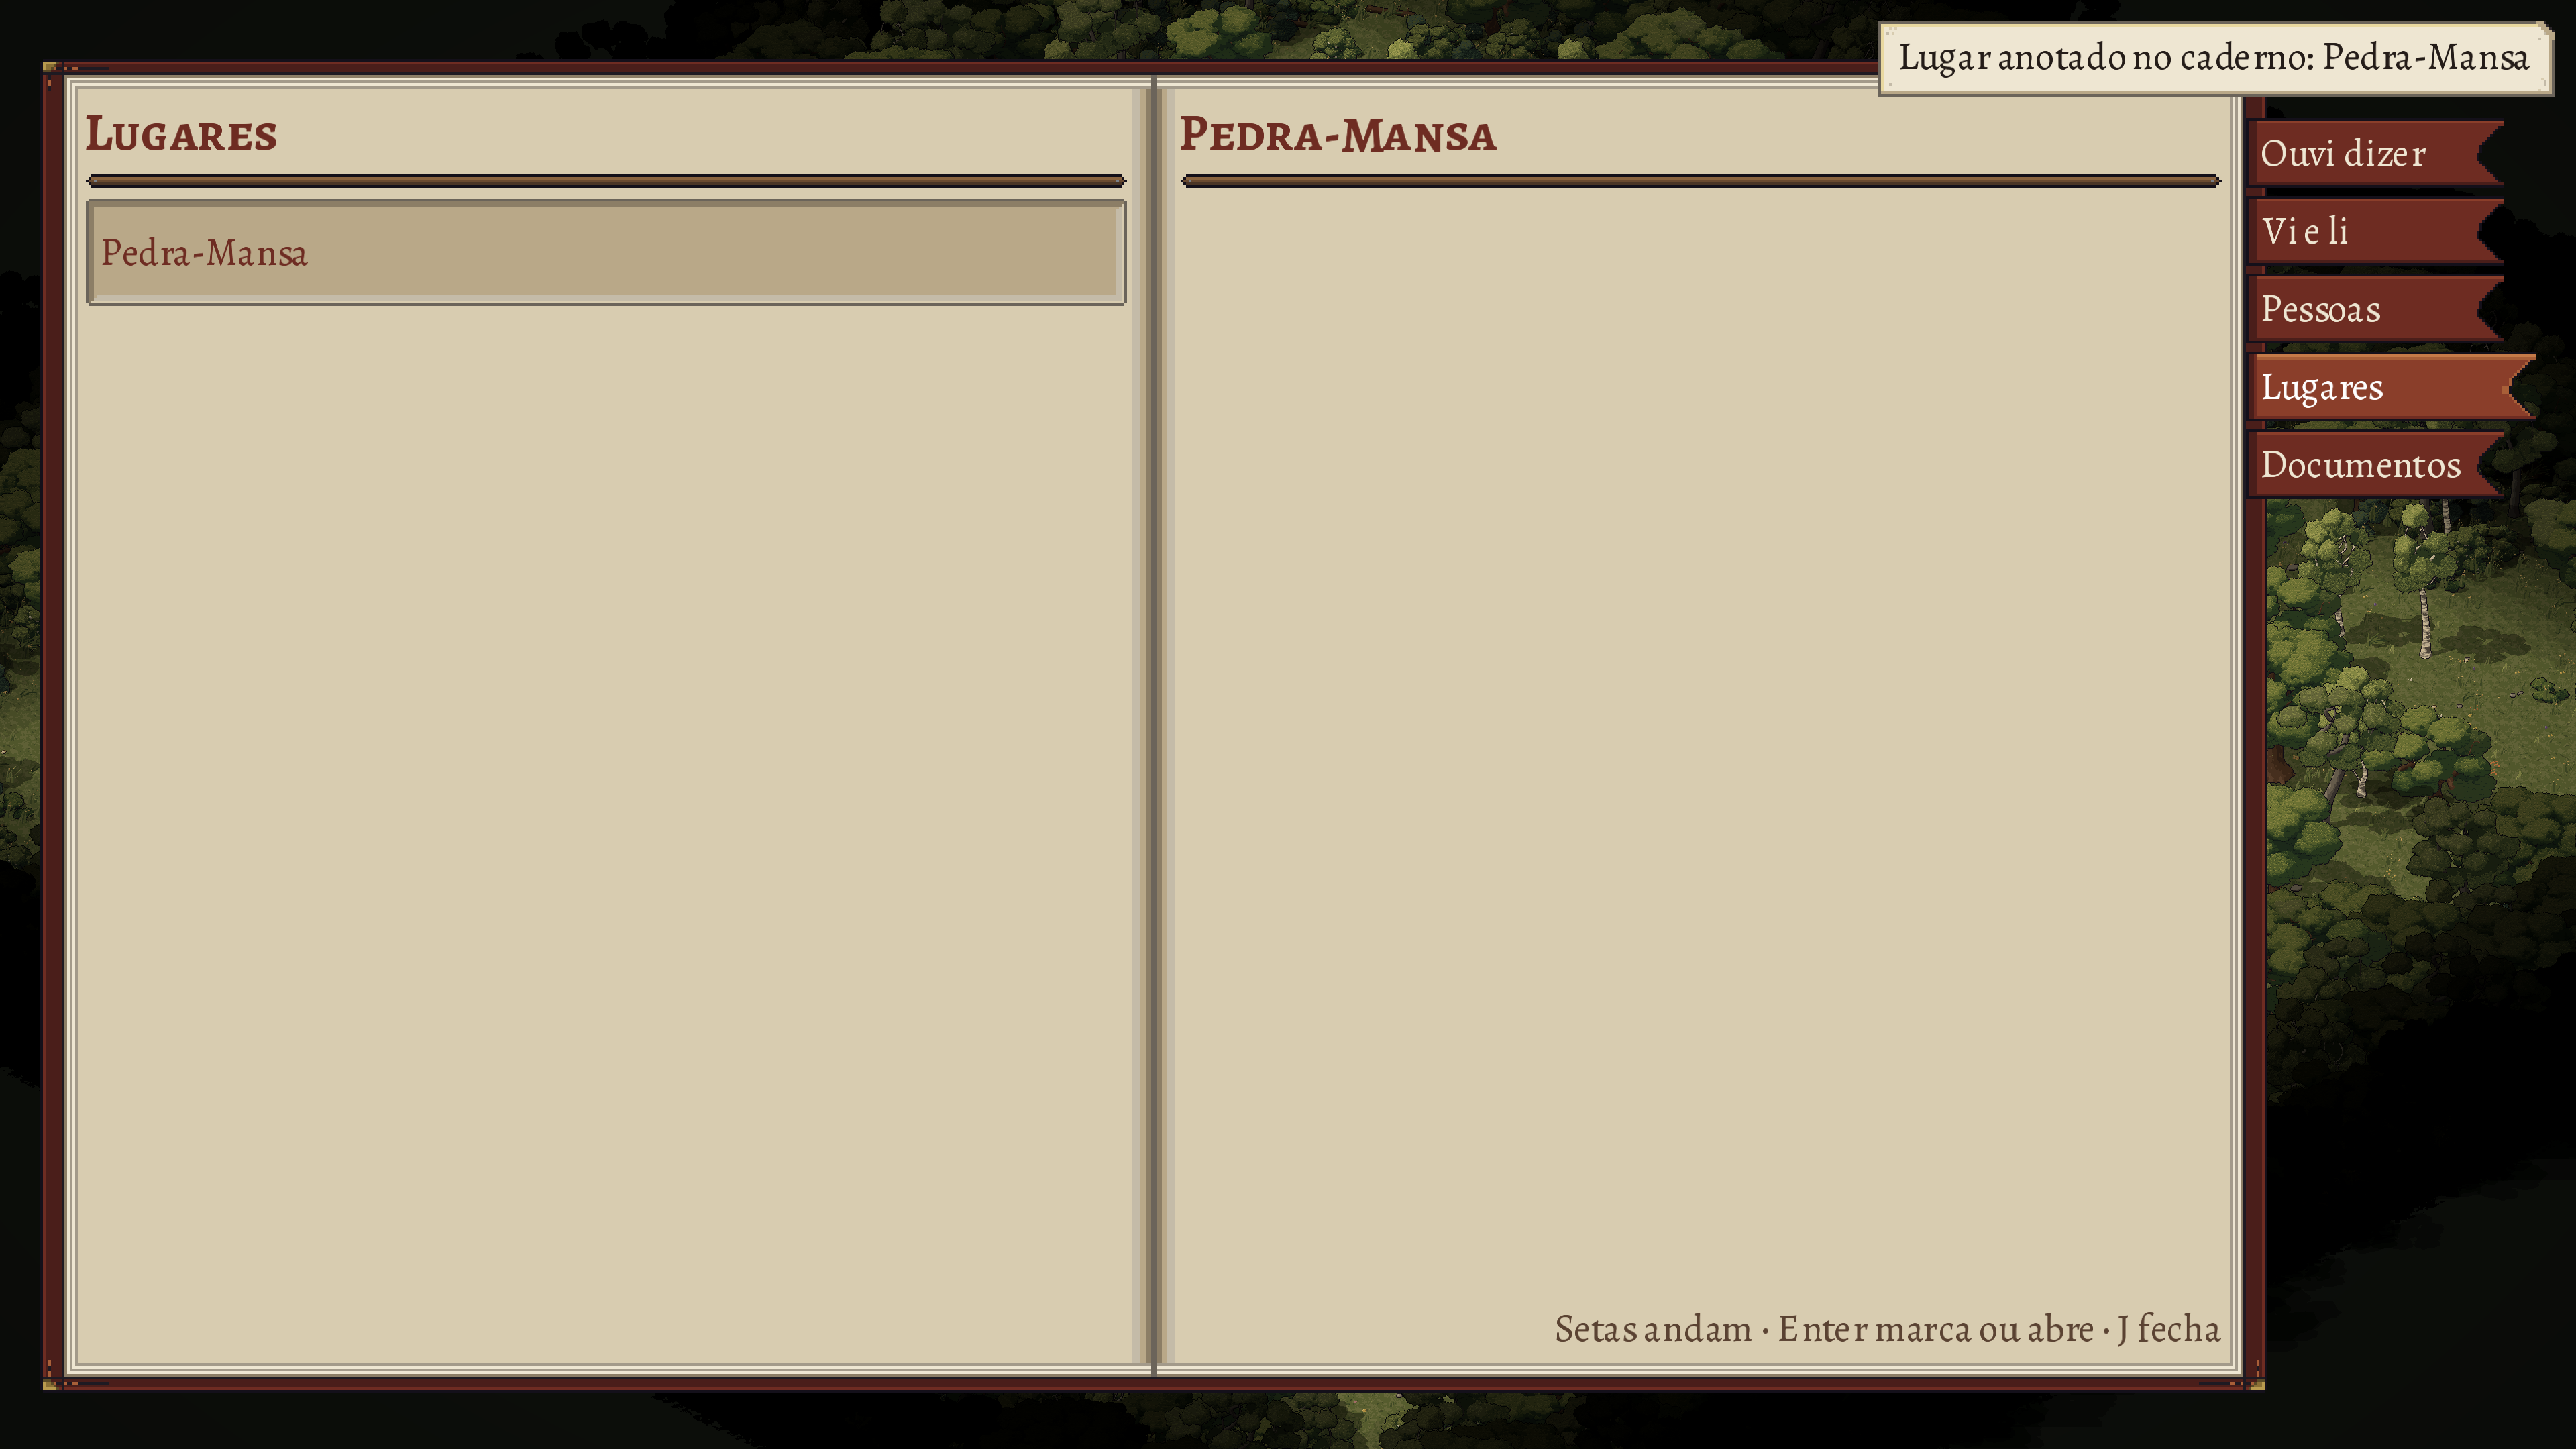 Lugar anotado no caderno: Pedra-Mansa
Lugares
Pedra-Mansa
Pedra-Mansa
Setas andam · Enter marca ou abre · J fecha
Ouvi dizer
Vi e li
Pessoas
Lugares
Documentos